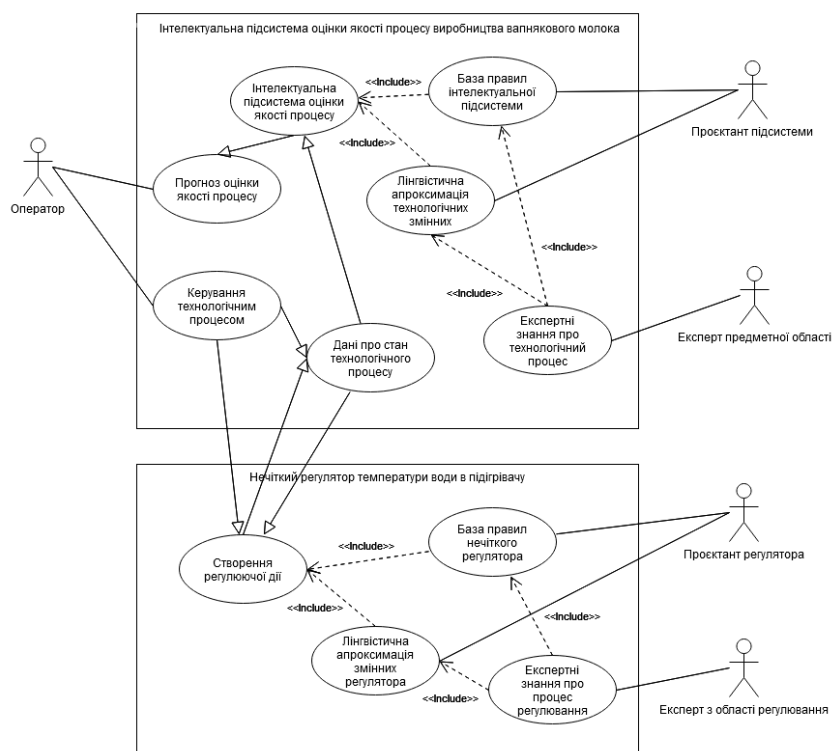 Інтелектуальна підсистема оцінки якості процесу виробництва вапнякового молока
Інтелектуальна
підсистема оцінки
якості процесу
<<Include>>
База правил
інтелектуальної
підсистеми
Проєктант підсистеми
<<Include>>
Оператор
Прогноз оцінки
якості процесу
Лінгвістична
апроксимація
технологічних
змінних
<<Include>>
<<Include>>
Керування
технологічним
процесом
Дані про стан
технологічного
процесу
Експертні
знання про
технологічний
процес
Експерт предметної області
Нечіткий регулятор температури води в підігрівачу
Створення
регулюючої дії
<<Include>>
База правил
нечіткого
регулятора
Проєктант регулятора
<<Include>>
<<Include>>
Лінгвістична
апроксимація
змінних
регулятора
<<Include>>
Експертні
знання про
процес
регулювання
Експерт з області регулювання